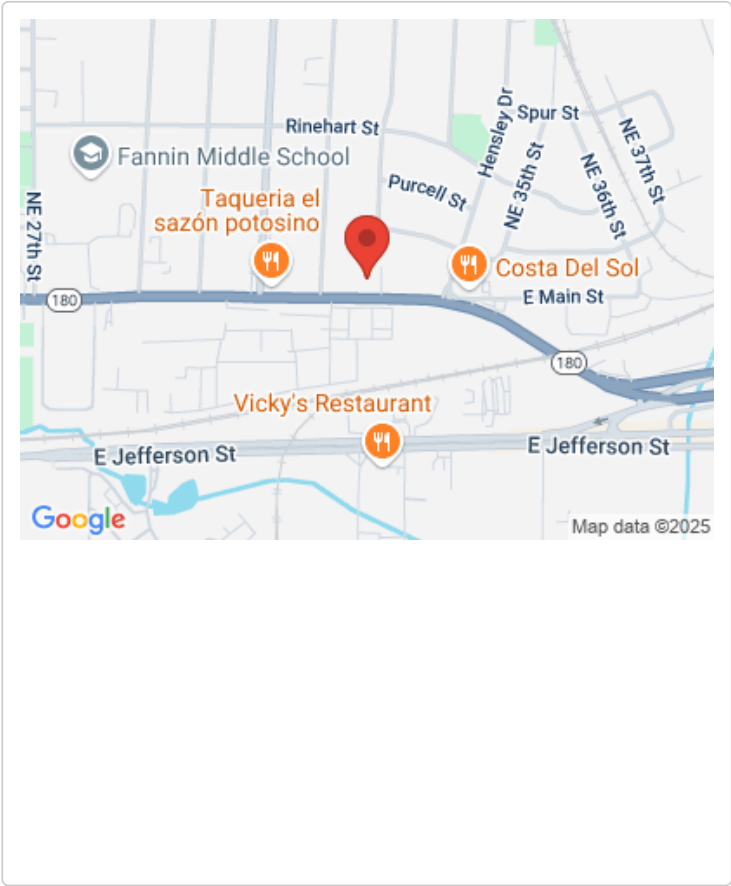 Rinehart St
Fannin Middle School
Hensley Dr
Spur St
NE 35th St
NE 36th St
NE 37th St
Purcell St
NE 27th St
Taqueria el
sazón potosino
Costa Del Sol
180
E Main St
180
Vicky's Restaurant
E Jefferson St
E Jefferson St
Google
Map data ©2025